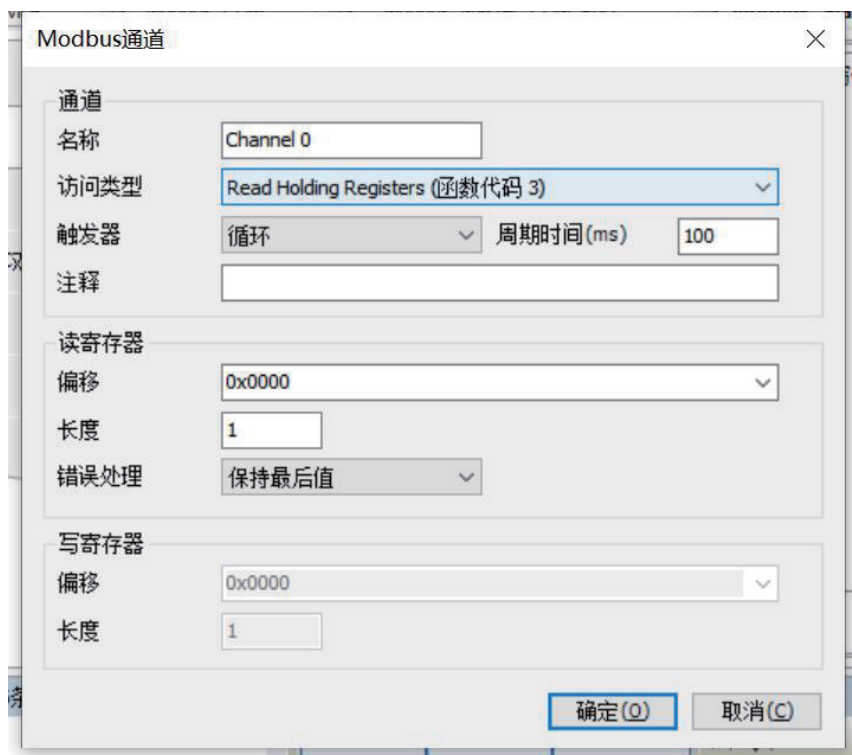 Modbus通道
通道
名称 Channel 0
访问类型 Read Holding Registers (函数代码 3)
触发器 循环 周期时间(ms) 100
注释
读寄存器
偏移 0x0000
长度 1
错误处理 保持最后值
写寄存器
偏移 0x0000
长度 1
确定(O) 取消(C)